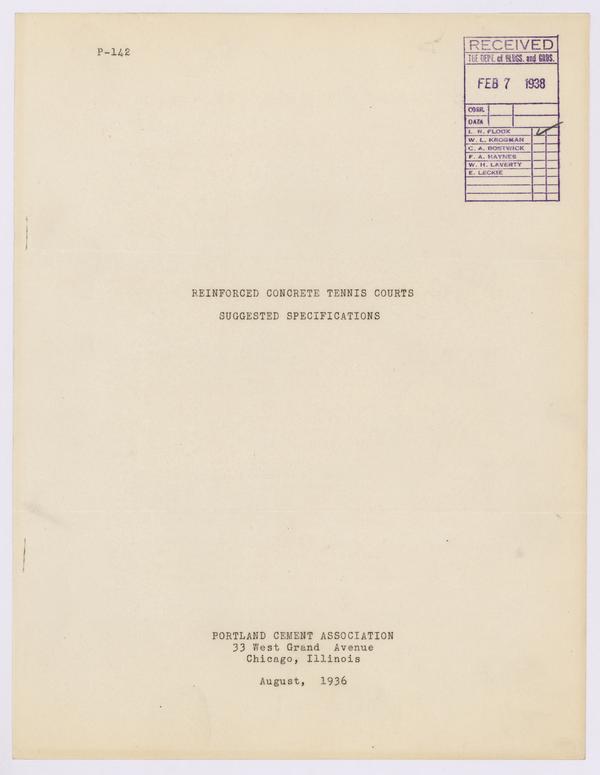 P-142
RECEIVED
THE DEPT. of BLDGS. and GRDS.
FEB 7 1938
CORR.
DATA
L. R. FLOOK
W. L. KROGMAN
C. A. BOSTWICK
F. A. HAYNES
W. H. LAVERTY
E. LECKIE
REINFORCED CONCRETE TENNIS COURTS
SUGGESTED SPECIFICATIONS
PORTLAND CEMENT ASSOCIATION
33 West Grand Avenue
Chicago, Illinois
August, 1936